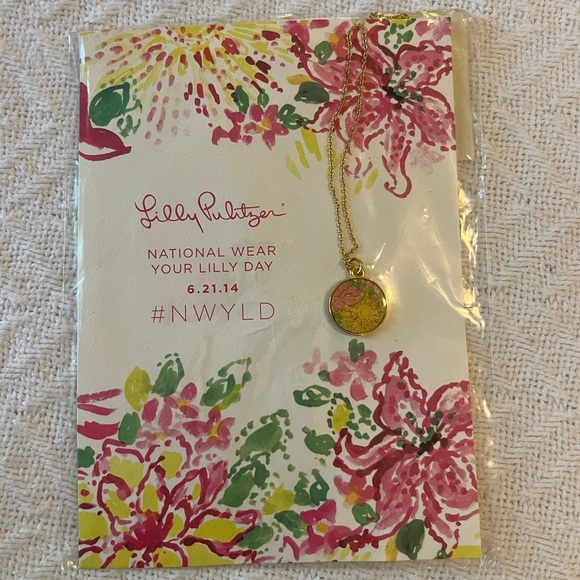 Lilly Pulitzer®
NATIONAL WEAR
YOUR LILLY DAY
6.21.14
#NWYLD